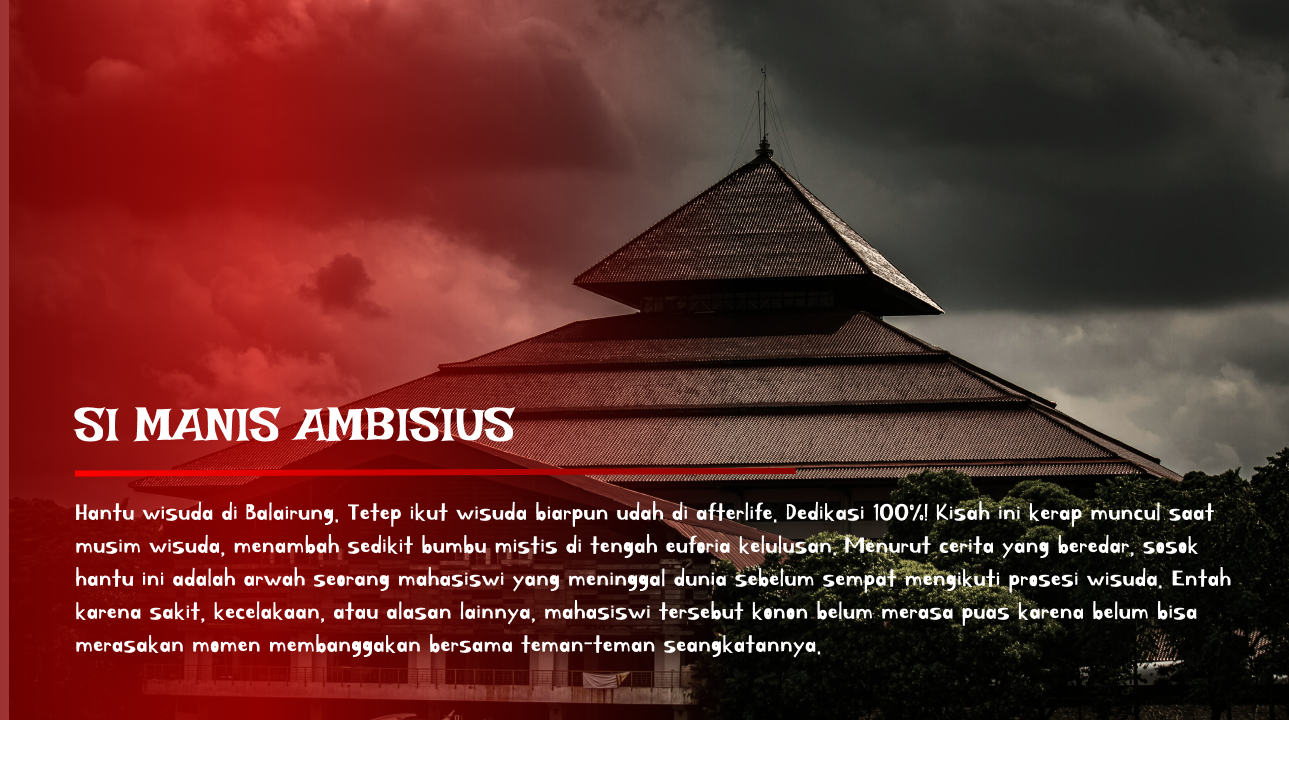 SI MANIS AMBISIUS
Hantu wisuda di Balairung. Tetep ikut wisuda biarpun udah di afterlife. Dedikasi 100%! Kisah ini kerap muncul saat
musim wisuda, menambah sedikit bumbu mistis di tengah euforia kelulusan. Menurut cerita yang beredar, sosok
hantu ini adalah arwah seorang mahasiswi yang meninggal dunia sebelum sempat mengikuti prosesi wisuda. Entah
karena sakit, kecelakaan, atau alasan lainnya, mahasiswi tersebut konon belum merasa puas karena belum bisa
merasakan momen membanggakan bersama teman-teman seangkatannya.